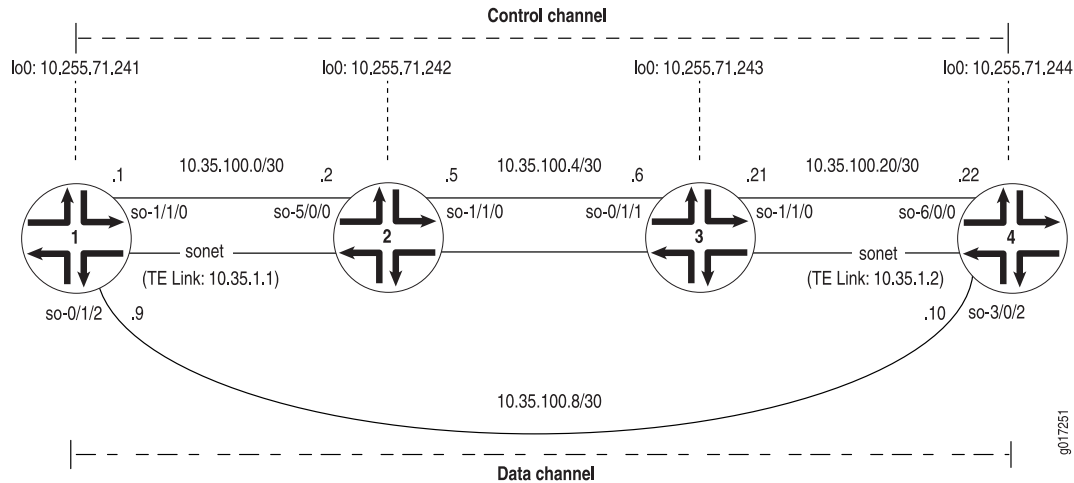 Control channel
lo0: 10.255.71.241
lo0: 10.255.71.242
lo0: 10.255.71.243
lo0: 10.255.71.244
10.35.100.0/30
10.35.100.4/30
10.35.100.20/30
.1
.2
.5
.6
.21
.22
so-1/1/0
so-5/0/0
so-1/1/0
so-0/1/1
so-1/1/0
so-6/0/0
1
2
3
4
sonet
(TE Link: 10.35.1.1)
sonet
(TE Link: 10.35.1.2)
so-0/1/2
.9
.10
so-3/0/2
10.35.100.8/30
Data channel
g017251